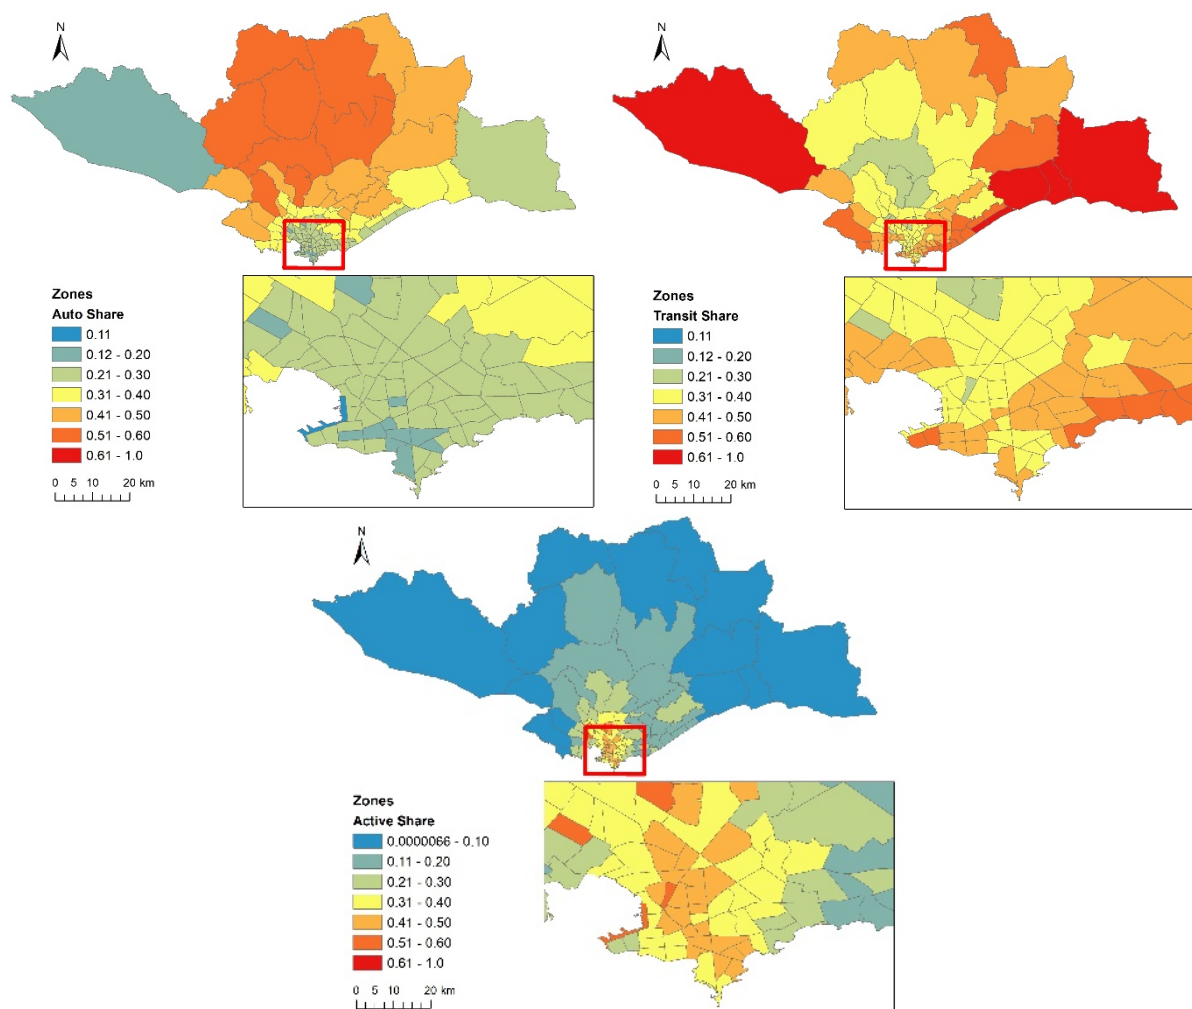 N
Zones
Auto Share
0.11
0.12 - 0.20
0.21 - 0.30
0.31 - 0.40
0.41 - 0.50
0.51 - 0.60
0.61 - 1.0
0 5 10 20 km
N
Zones
Transit Share
0.11
0.12 - 0.20
0.21 - 0.30
0.31 - 0.40
0.41 - 0.50
0.51 - 0.60
0.61 - 1.0
0 5 10 20 km
N
Zones
Active Share
0.0000066 - 0.10
0.11 - 0.20
0.21 - 0.30
0.31 - 0.40
0.41 - 0.50
0.51 - 0.60
0.61 - 1.0
0 5 10 20 km